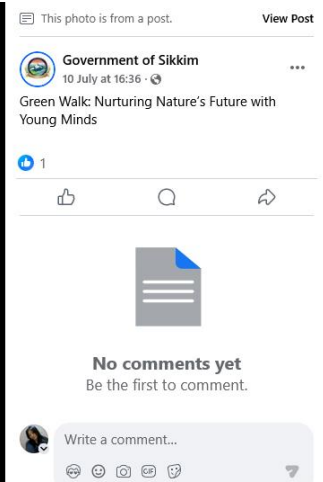 This photo is from a post.
View Post
Government of Sikkim
10 July at 16:36 ·
Green Walk: Nurturing Nature's Future with
Young Minds
1
No comments yet
Be the first to comment.
Write a comment...
GIF